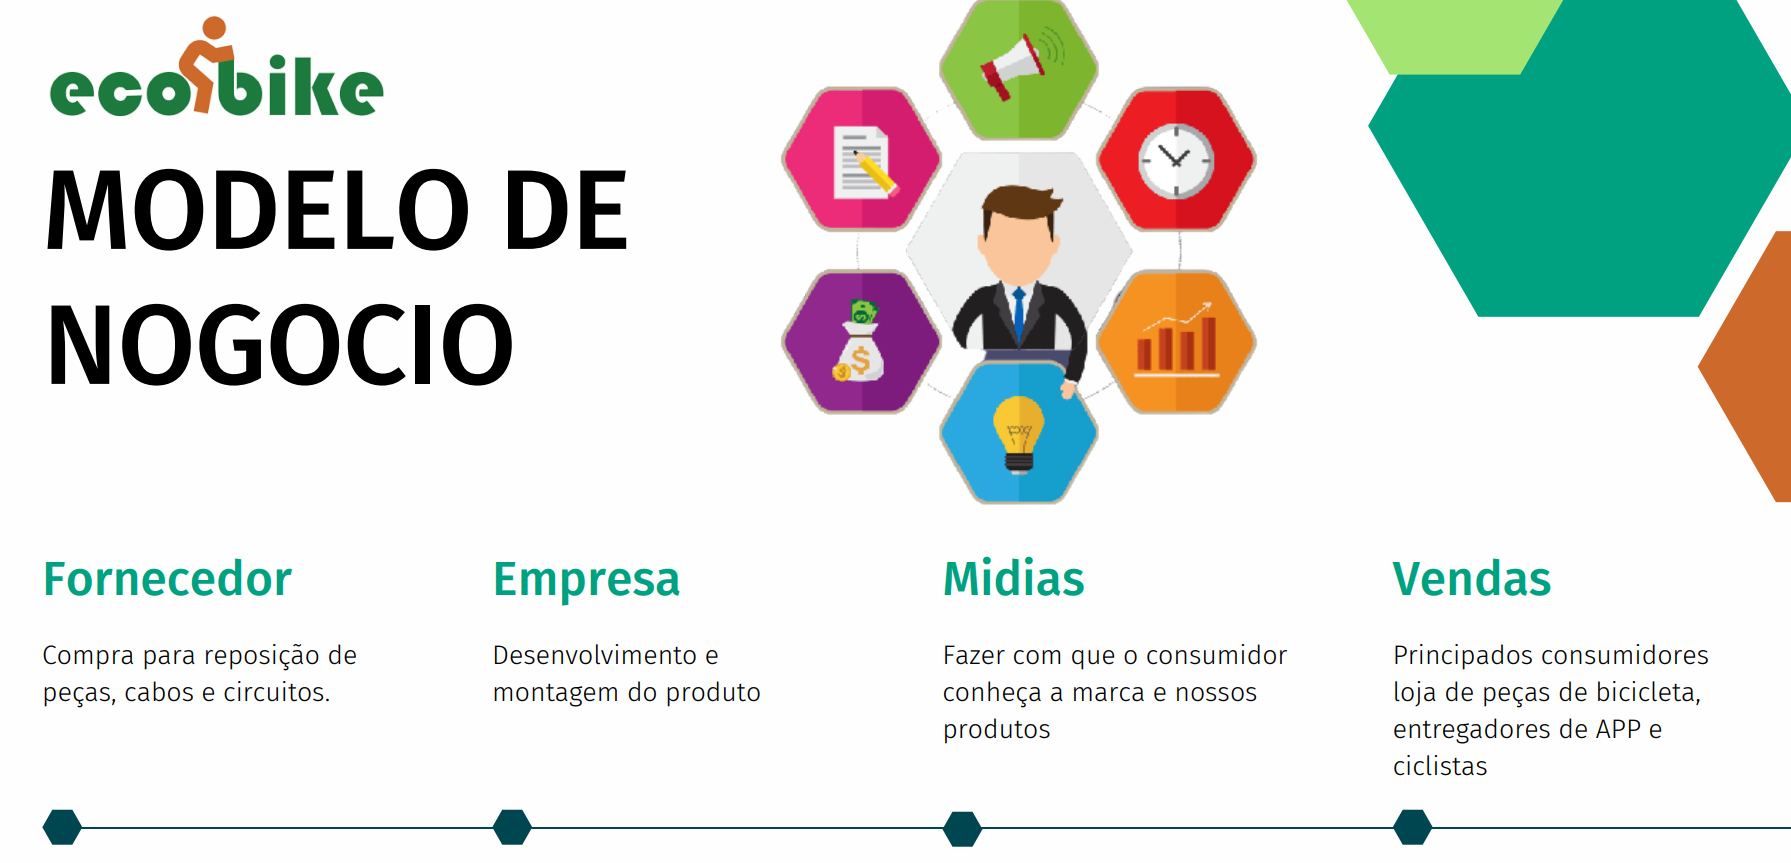 ecobike
MODELO DE
NOGOCIO
Fornecedor
Compra para reposição de
peças, cabos e circuitos.
Empresa
Desenvolvimento e
montagem do produto
Midias
Fazer com que o consumidor
conheça a marca e nossos
produtos
Vendas
Principados consumidores
loja de peças de bicicleta,
entregadores de APP e
ciclistas